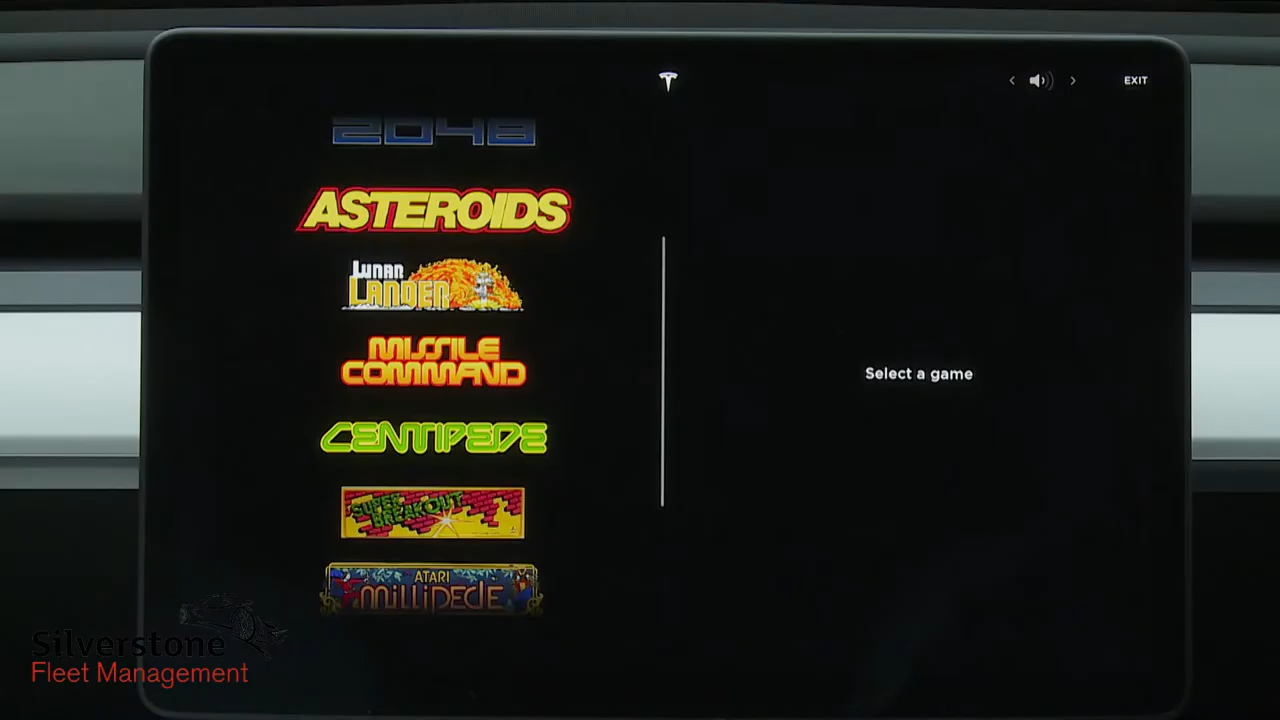 EXIT
2048
ASTEROIDS
LUNAR
LANDER
MISSILE
COMMAND
CENTIPEDE
SUPER
BREAKOUT
ATARI
MILLIPEDE
Select a game
Silverstone
Fleet Management